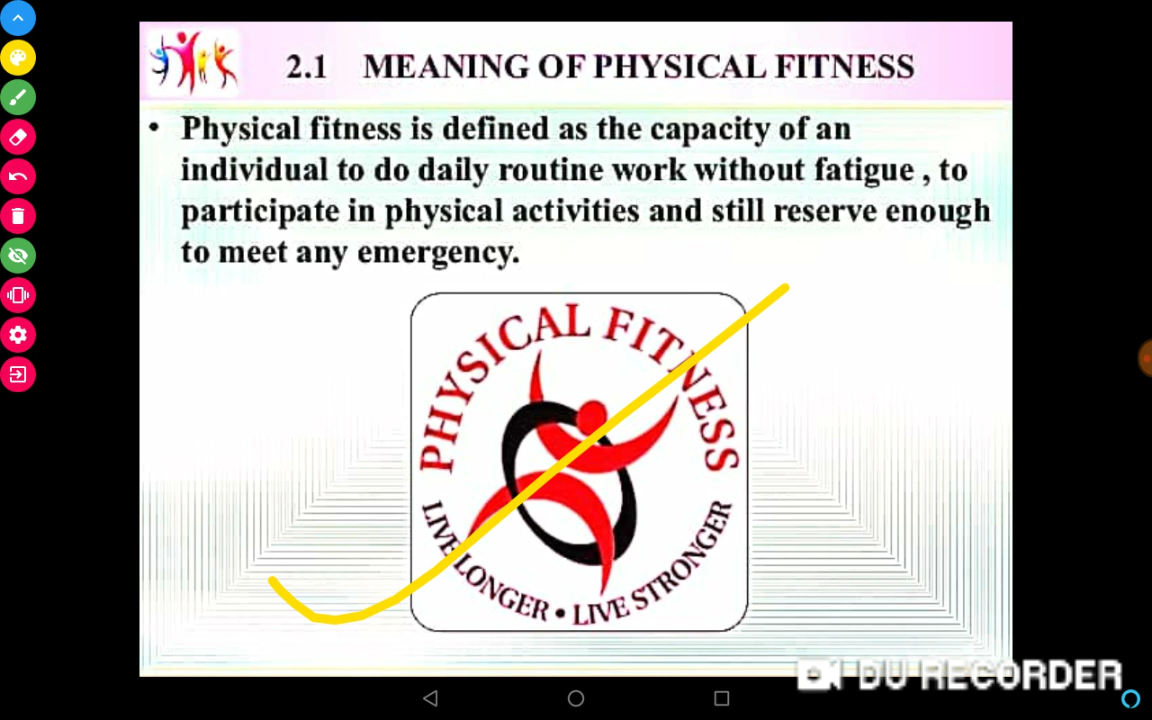 2.1 MEANING OF PHYSICAL FITNESS
• Physical fitness is defined as the capacity of an
individual to do daily routine work without fatigue , to
participate in physical activities and still reserve enough
to meet any emergency.
PHYSICAL FITNESS
LIVE LONGER • LIVE STRONGER
DU RECORDER